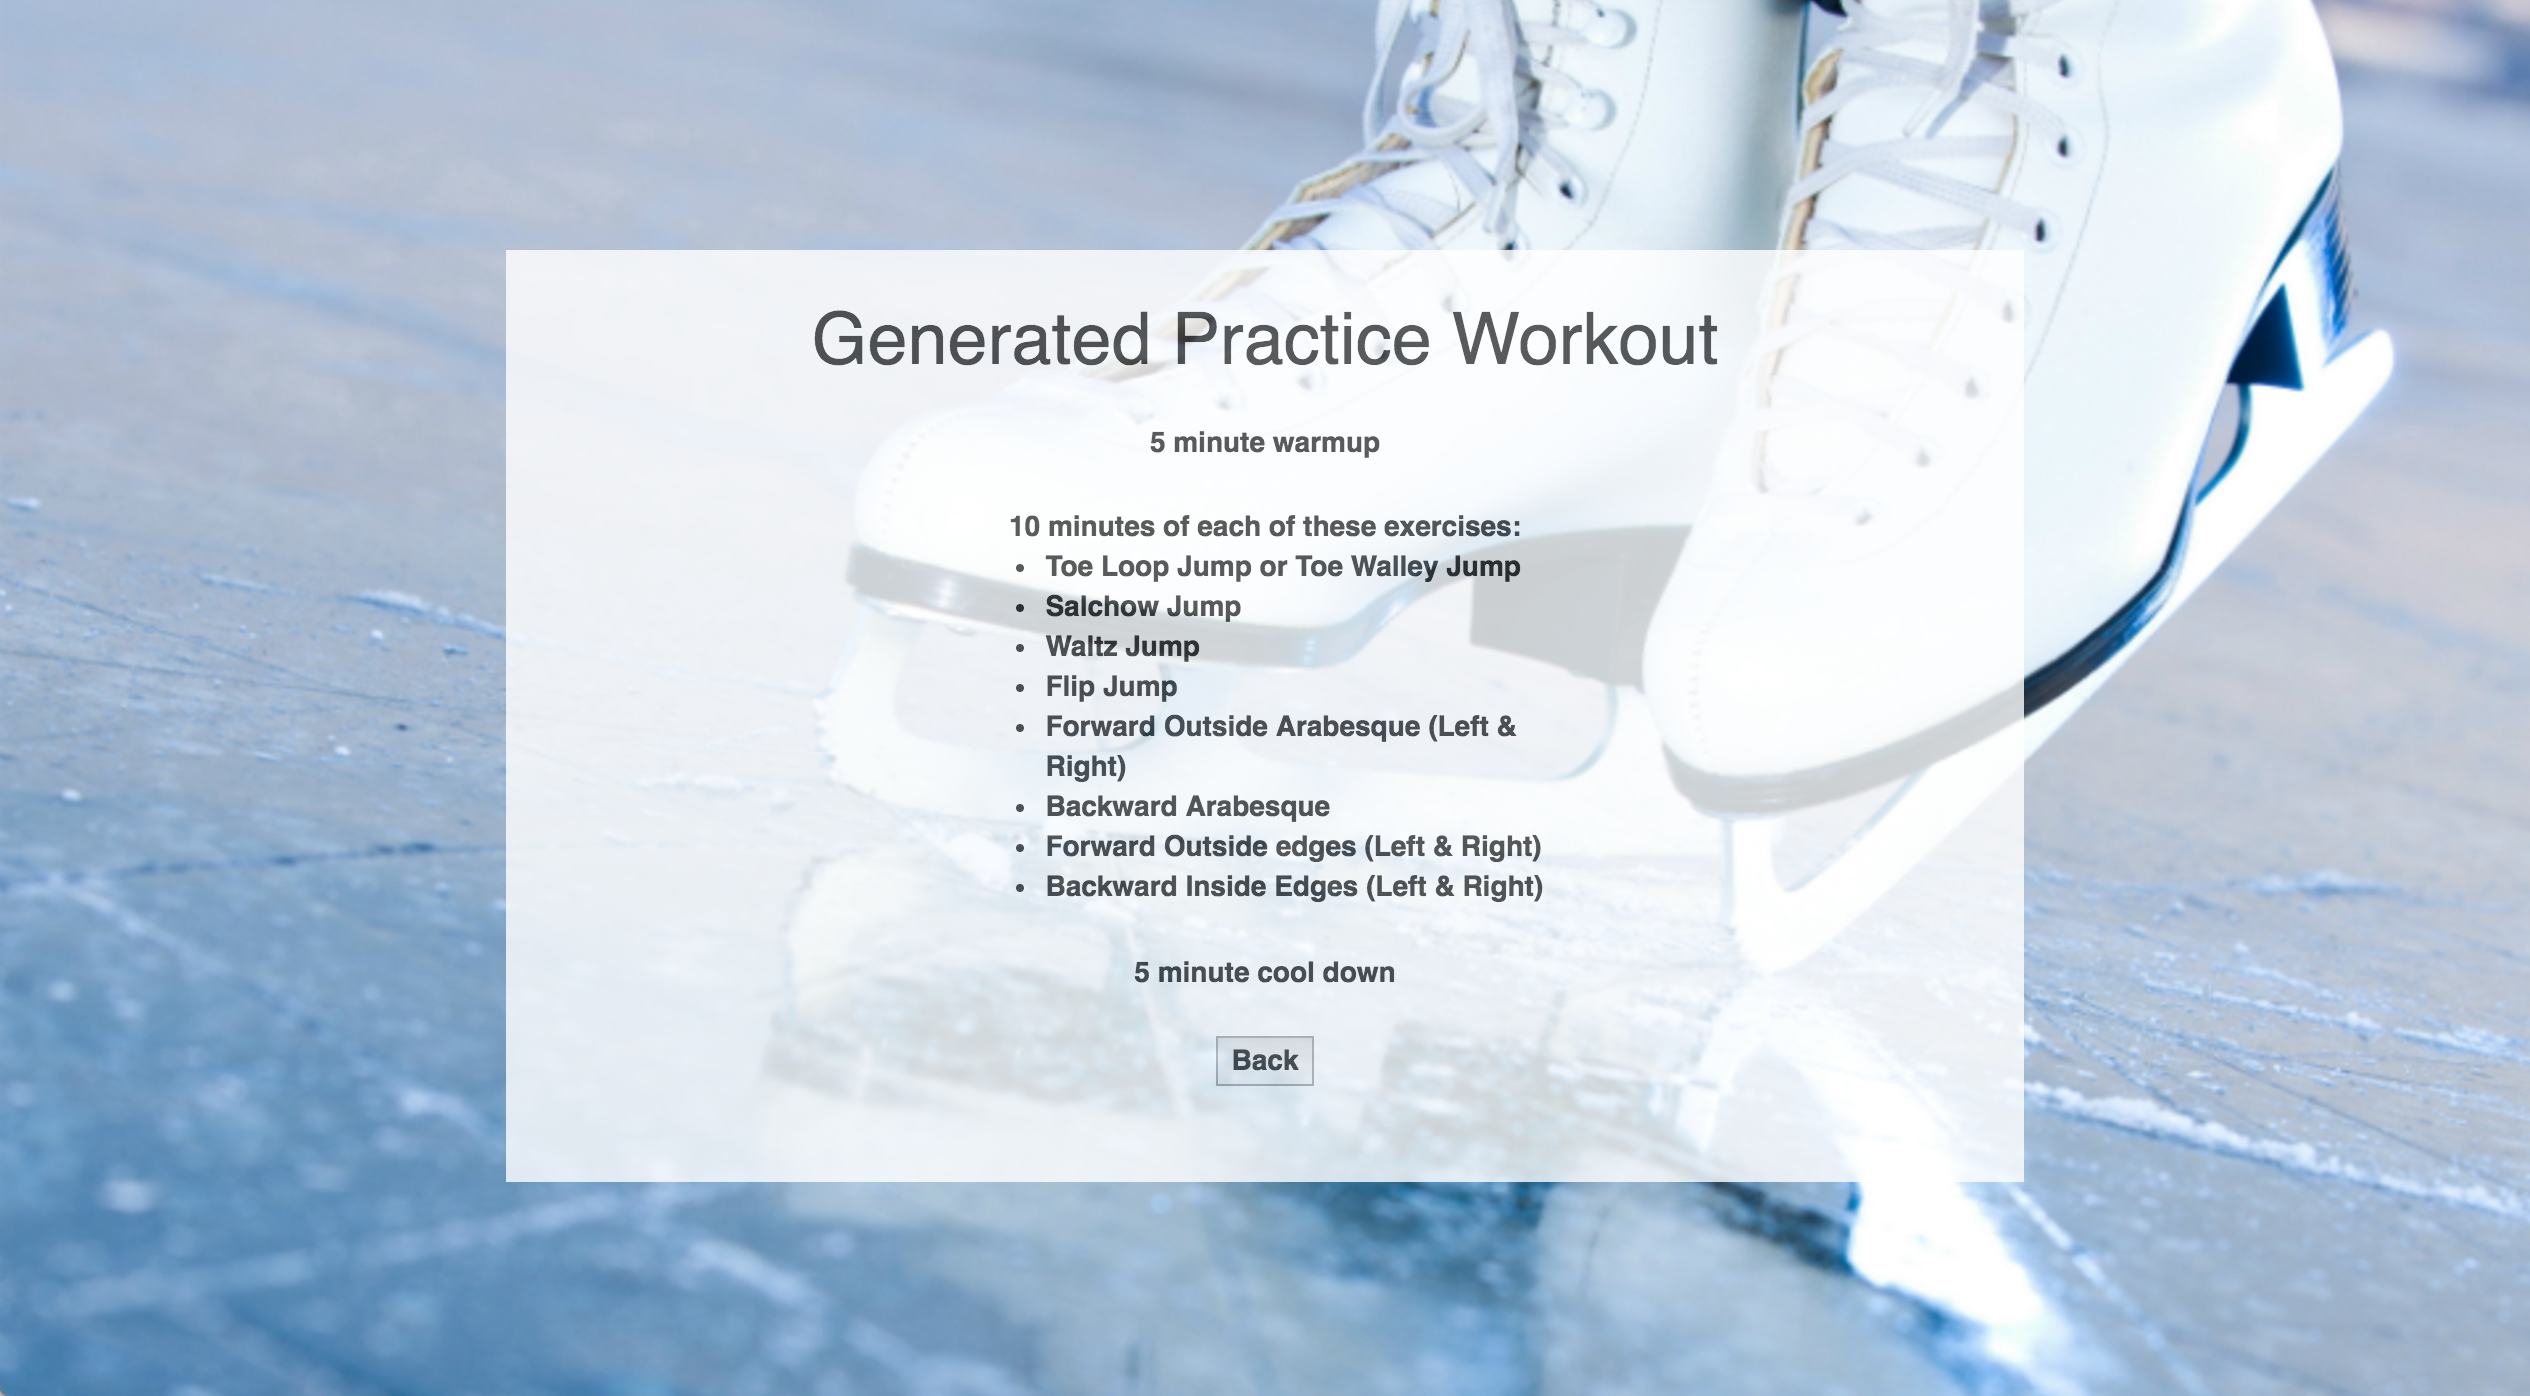 Generated Practice Workout
5 minute warmup
10 minutes of each of these exercises:
• Toe Loop Jump or Toe Walley Jump
• Salchow Jump
• Waltz Jump
• Flip Jump
• Forward Outside Arabesque (Left &
Right)
• Backward Arabesque
• Forward Outside edges (Left & Right)
• Backward Inside Edges (Left & Right)
5 minute cool down
Back